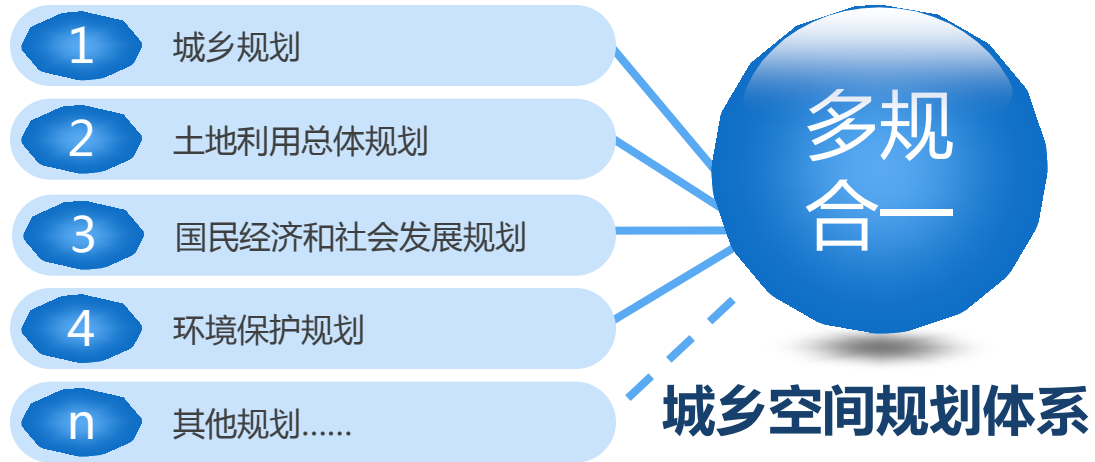 1 城乡规划
2 土地利用总体规划
3 国民经济和社会发展规划
4 环境保护规划
n 其他规划......
多规
合一
城乡空间规划体系